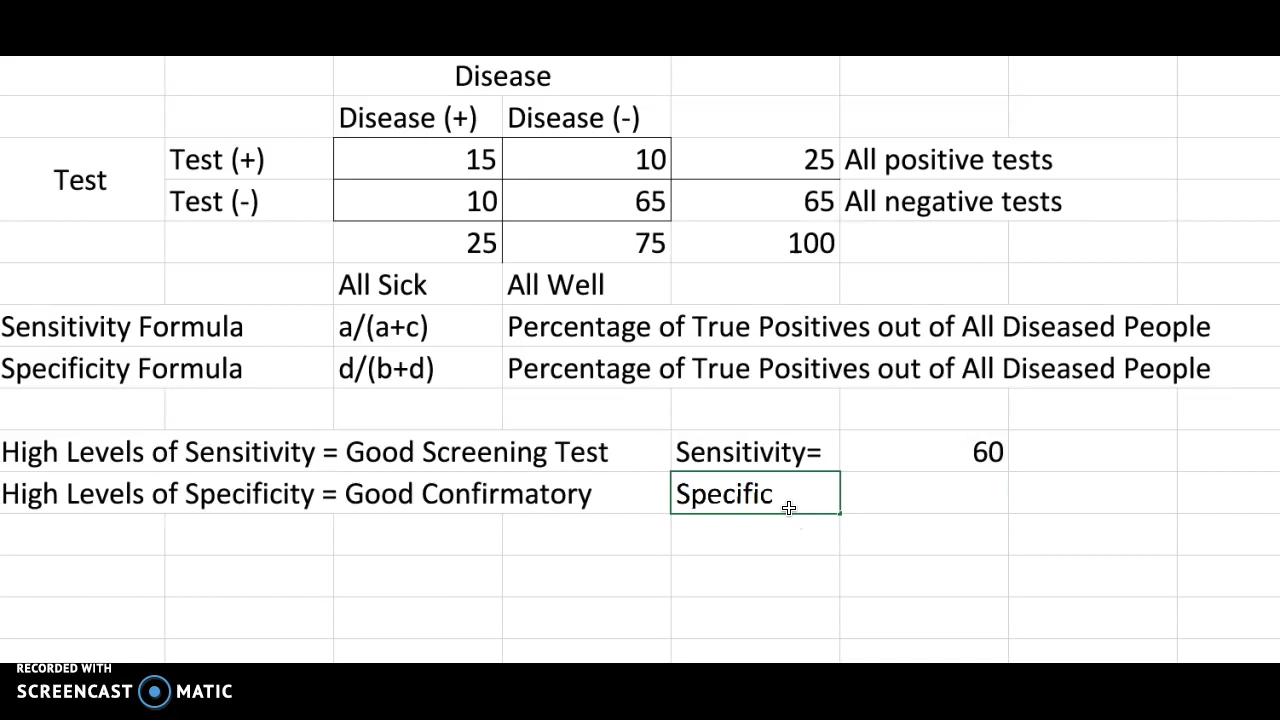 Disease
Disease (+) Disease (-)
Test (+) 15 10 25 All positive tests
Test
Test (-) 10 65 65 All negative tests
25 75 100
All Sick All Well
Sensitivity Formula a/(a+c) Percentage of True Positives out of All Diseased People
Specificity Formula d/(b+d) Percentage of True Positives out of All Diseased People
High Levels of Sensitivity = Good Screening Test Sensitivity= 60
High Levels of Specificity = Good Confirmatory Specific
RECORDED WITH
SCREENCAST MATIC